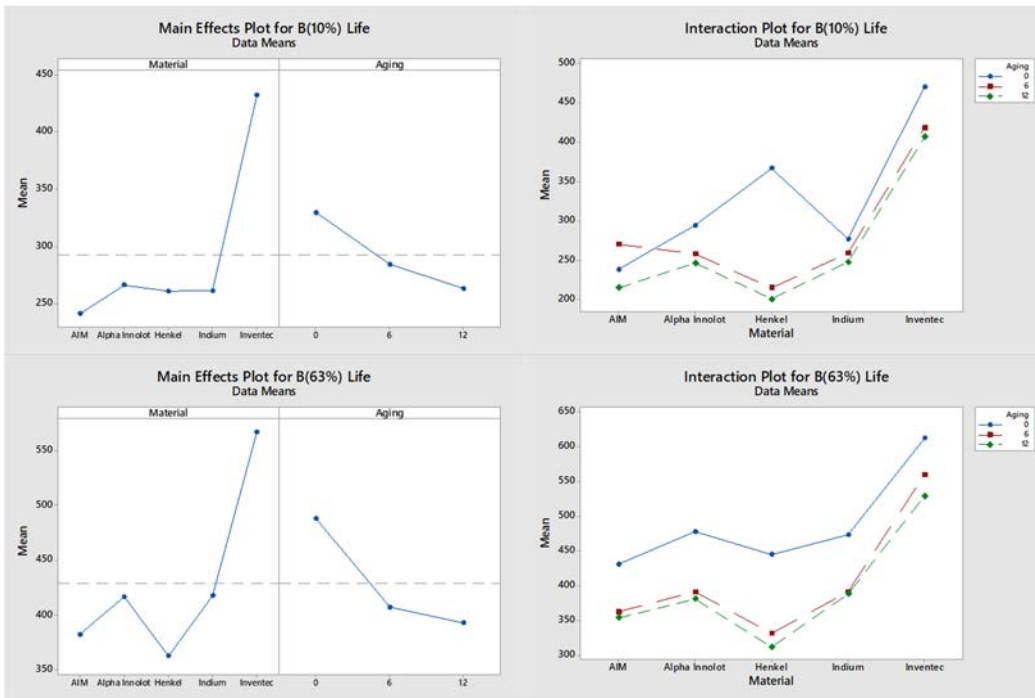 Main Effects Plot for B(10%) Life
Data Means
Material Aging
450
400
350
300
250
Mean
AIM Alpha Innolot Henkel Indium Inventec 0 6 12
Interaction Plot for B(10%) Life
Data Means
500
450
400
350
300
250
200
Mean
AIM Alpha Innolot Henkel Indium Inventec
Material
Aging
0
6
12
Main Effects Plot for B(63%) Life
Data Means
Material Aging
550
500
450
400
350
Mean
AIM Alpha Innolot Henkel Indium Inventec 0 6 12
Interaction Plot for B(63%) Life
Data Means
650
600
550
500
450
400
350
300
Mean
AIM Alpha Innolot Henkel Indium Inventec
Material
Aging
0
6
12